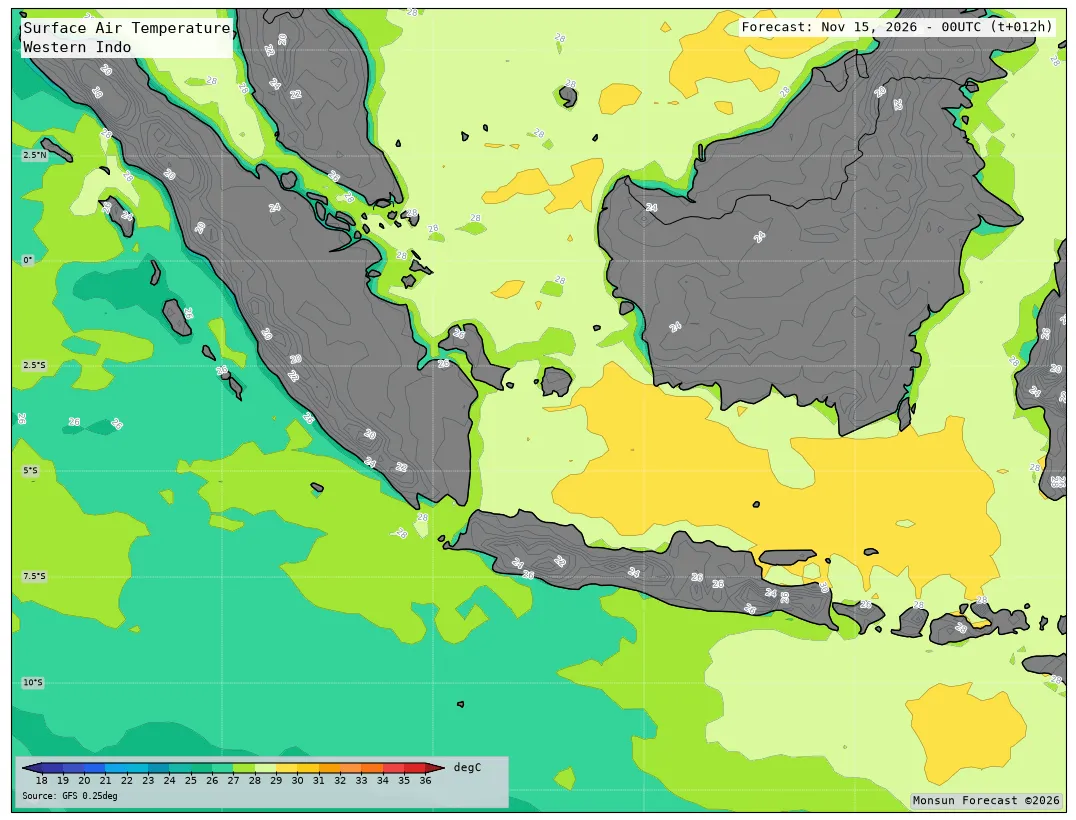 Surface Air Temperature
Western Indo
Forecast: Nov 15, 2026 - 00UTC (t+012h)
2.5°N
0°
2.5°S
5°S
7.5°S
10°S
18 19 20 21 22 23 24 25 26 27 28 29 30 31 32 33 34 35 36 degC
Source: GFS 0.25deg
Monsun Forecast ©2026